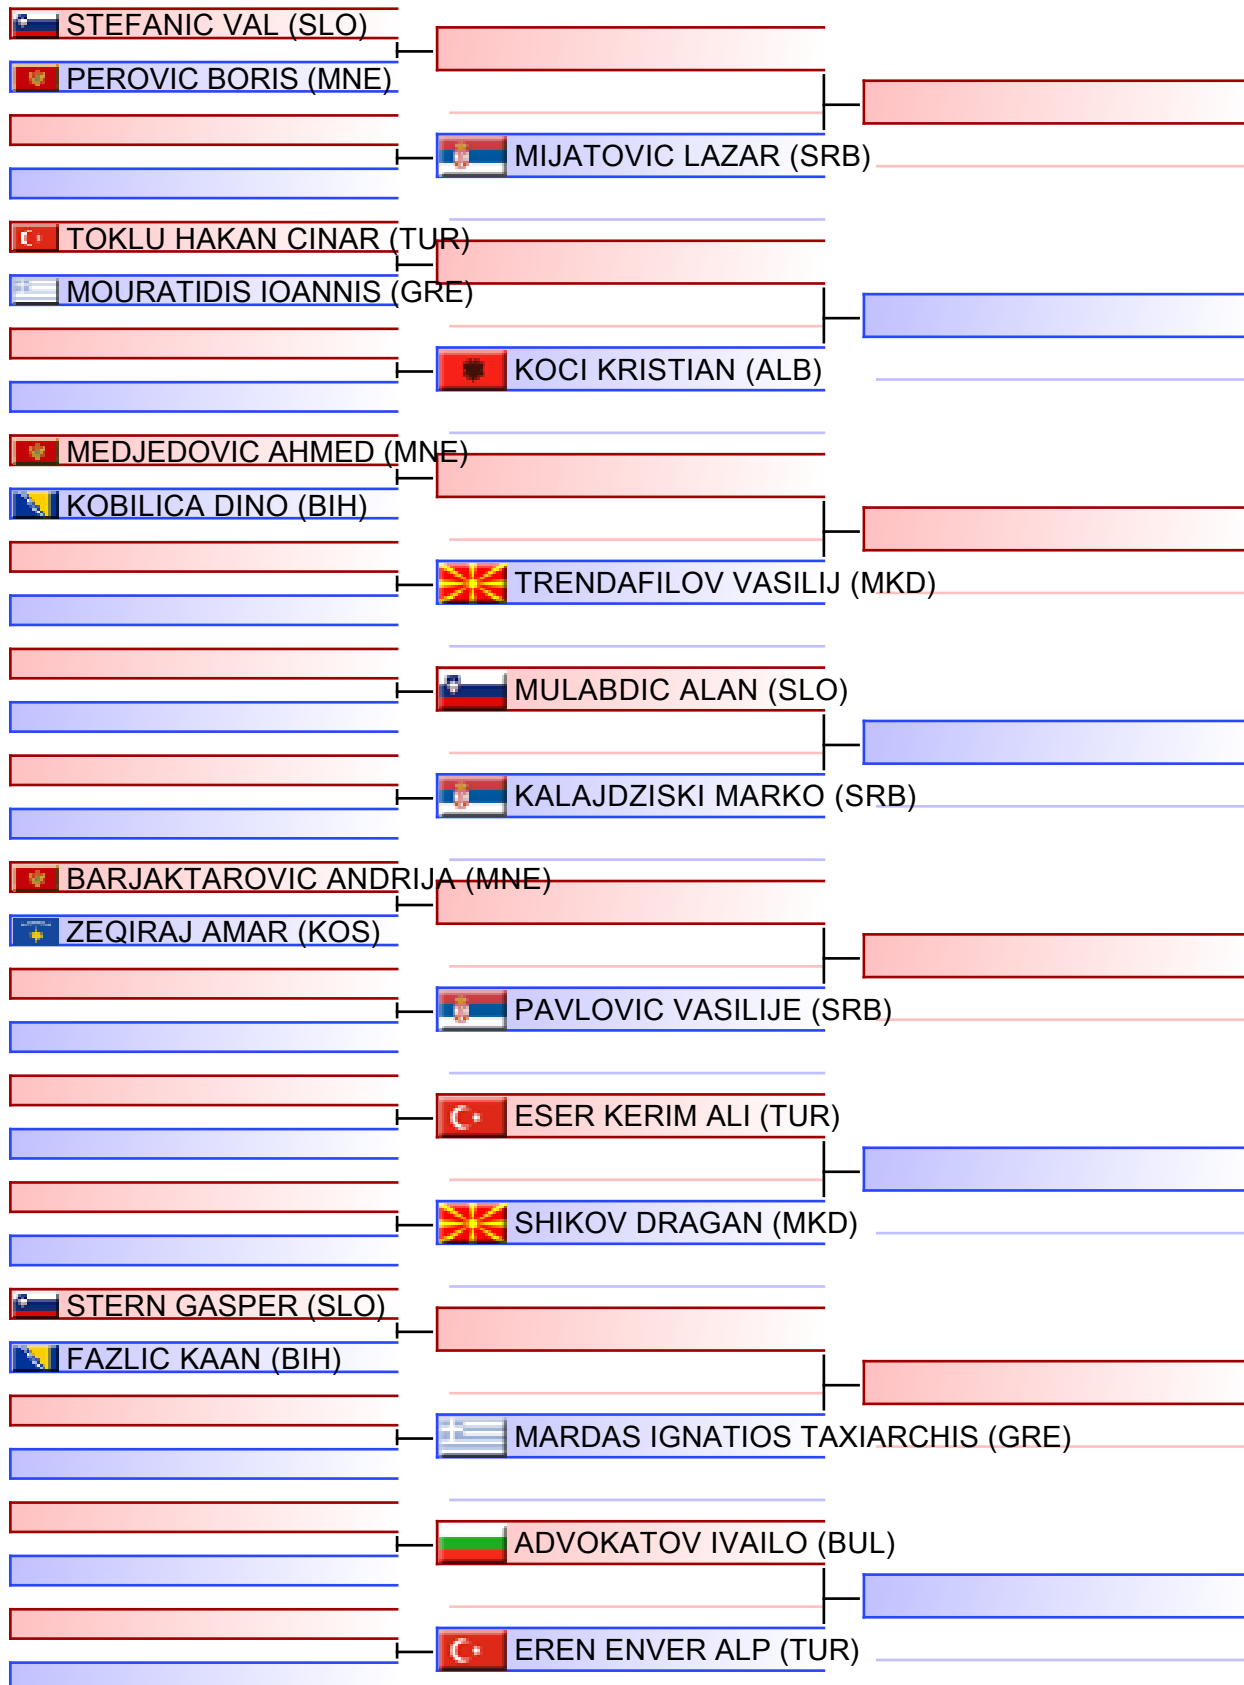 STEFANIC VAL (SLO)
PEROVIC BORIS (MNE)
MIJATOVIC LAZAR (SRB)
TOKLU HAKAN CINAR (TUR)
MOURATIDIS IOANNIS (GRE)
KOCI KRISTIAN (ALB)
MEDJEDOVIC AHMED (MNE)
KOBILICA DINO (BIH)
TRENDAFILOV VASILIJ (MKD)
MULABDIC ALAN (SLO)
KALAJDZISKI MARKO (SRB)
BARJAKTAROVIC ANDRIJA (MNE)
ZEQIRAJ AMAR (KOS)
PAVLOVIC VASILIJE (SRB)
ESER KERIM ALI (TUR)
SHIKOV DRAGAN (MKD)
STERN GASPER (SLO)
FAZLIC KAAN (BIH)
MARDAS IGNATIOS TAXIARCHIS (GRE)
ADVOKATOV IVAILO (BUL)
EREN ENVER ALP (TUR)